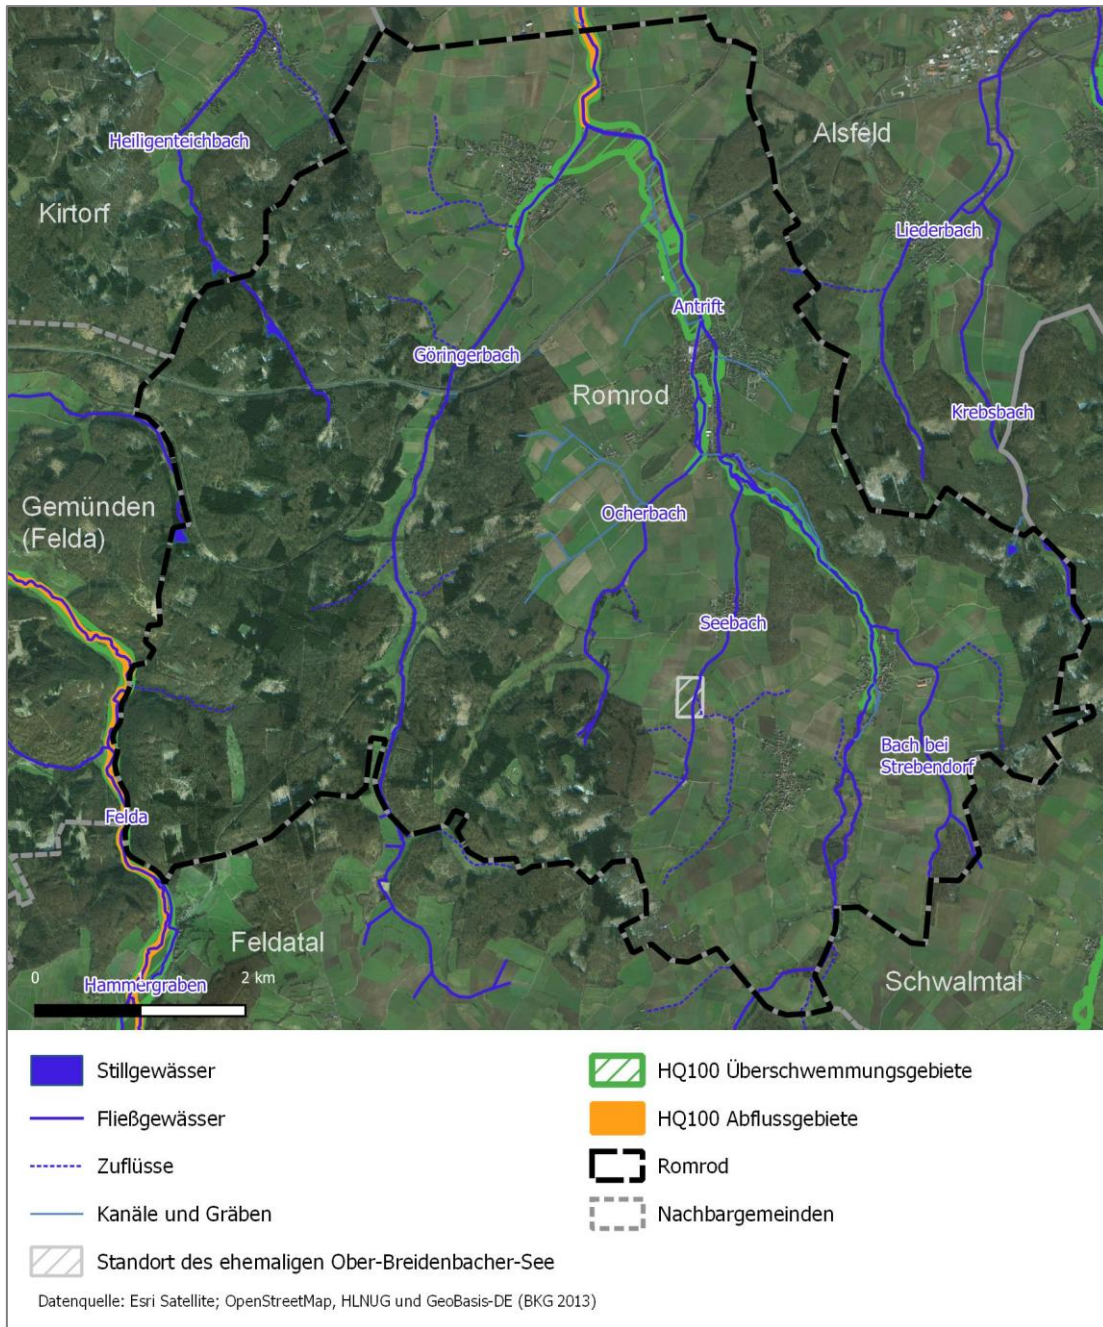 Heiligenteichbach
Alsfeld
Kirtorf
Liederbach
Antrift
Göringerbach
Romrod
Krebsbach
Gemünden
(Felda)
Ocherbach
Seebach
Bach bei
Strebendorf
Felda
Feldatal
Schwalmtal
Hammergraben
0 2 km
Stillgewässer
Fließgewässer
Zuflüsse
Kanäle und Gräben
Standort des ehemaligen Ober-Breidenbacher-See
HQ100 Überschwemmungsgebiete
HQ100 Abflussgebiete
Romrod
Nachbargemeinden
Datenquelle: Esri Satellite; OpenStreetMap, HLNUG und GeoBasis-DE (BKG 2013)